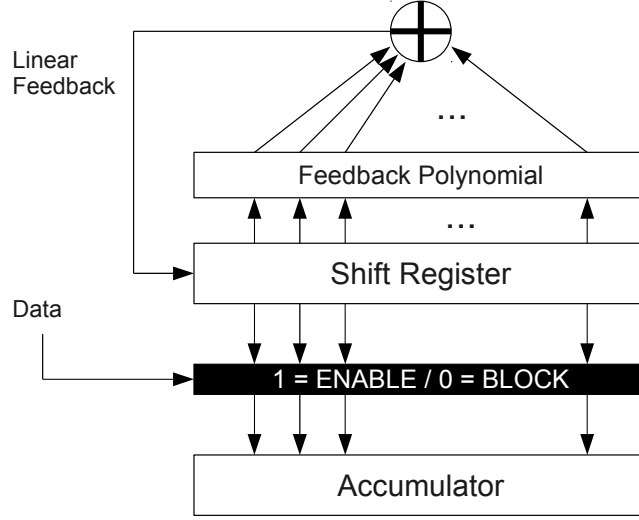 Linear
Feedback
...
Feedback Polynomial
...
Shift Register
Data
1 = ENABLE / 0 = BLOCK
Accumulator